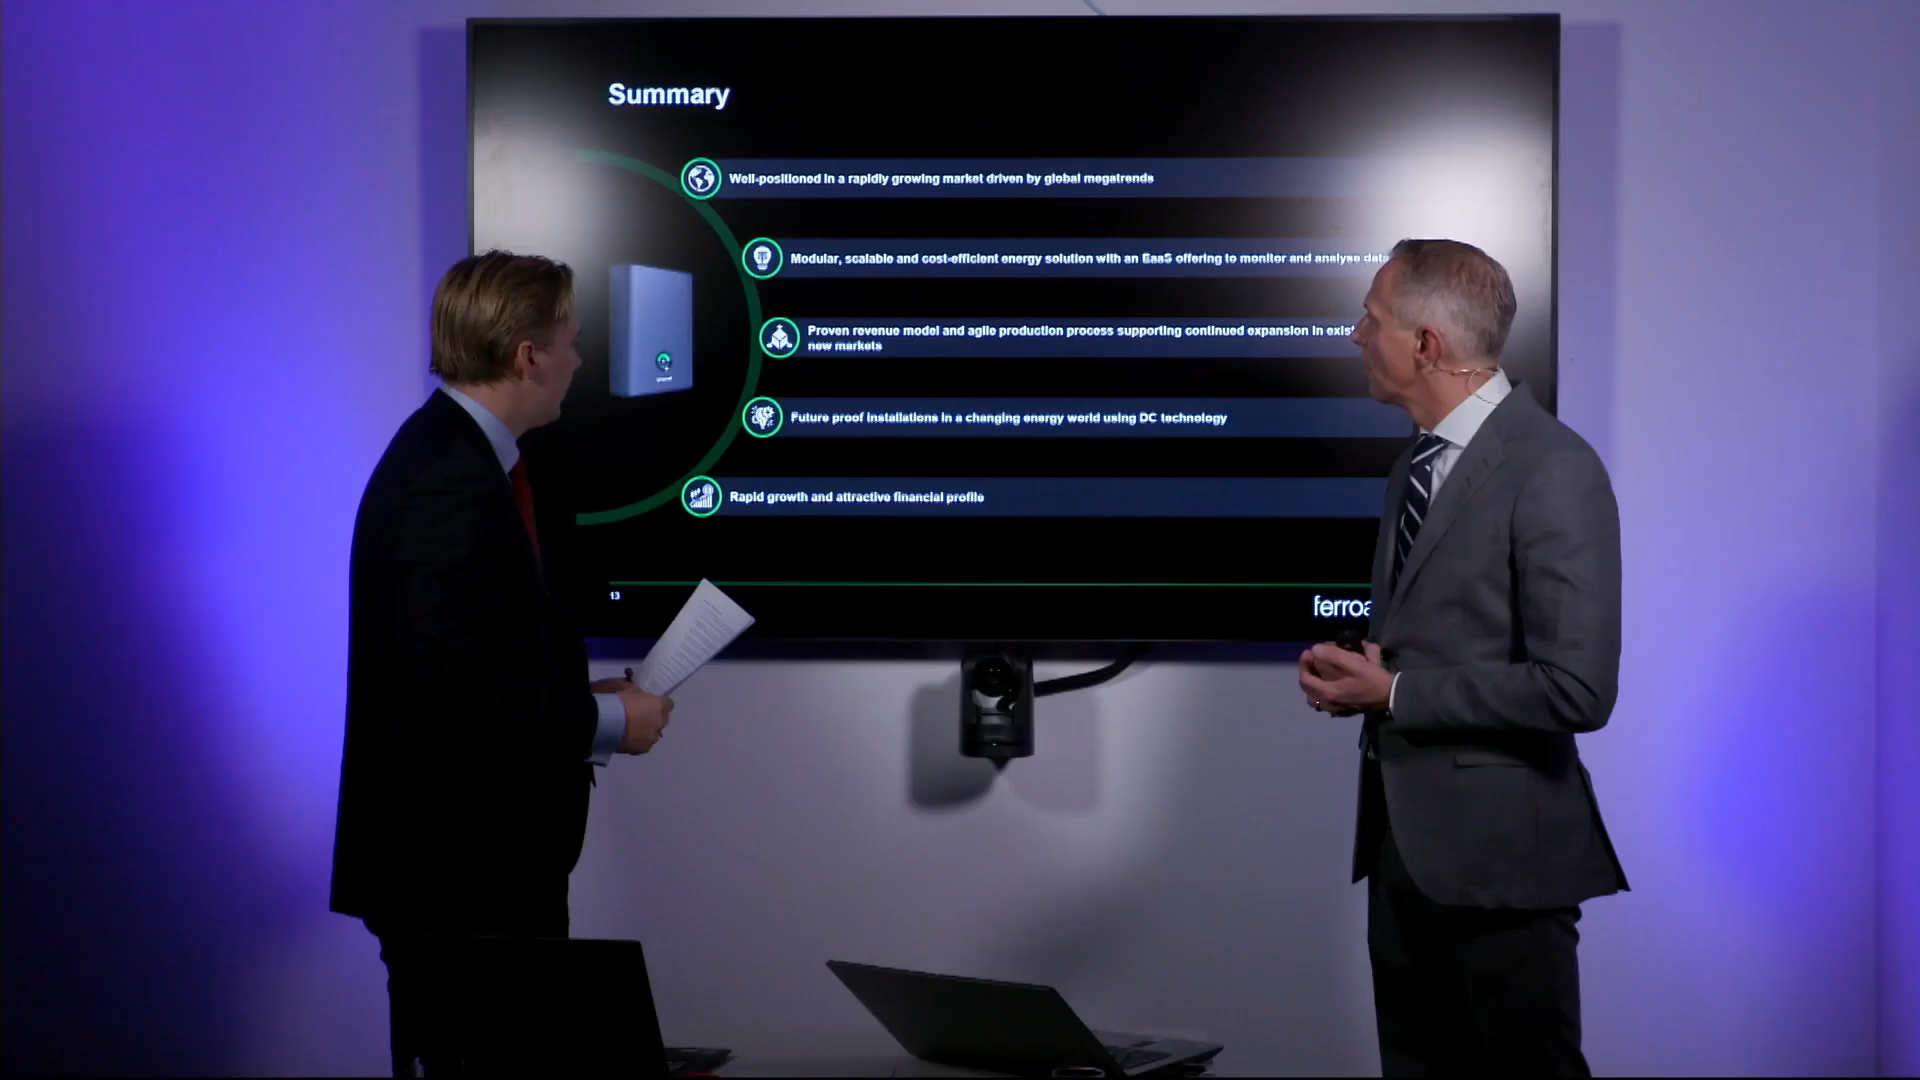 Summary
Well-positioned in a rapidly growing market driven by global megatrends
Modular, scalable and cost-efficient energy solution with an EaaS offering to monitor and analyse data
Proven revenue model and agile production process supporting continued expansion in
new markets
Future proof installations in a changing energy world using DC technology
Rapid growth and attractive financial profile
13
ferroa